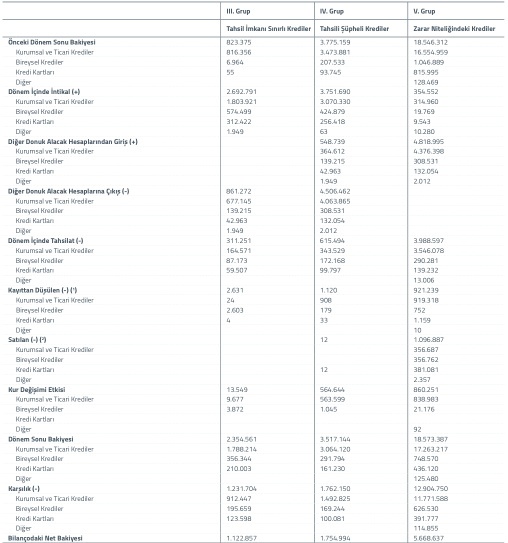 III. Grup IV. Grup V. Grup
Tahsil İmkanı Sınırlı Krediler Tahsili Şüpheli Krediler Zarar Niteliğindeki Krediler
Önceki Dönem Sonu Bakiyesi 823.375 3.775.159 18.546.312
Kurumsal ve Ticari Krediler 816.356 3.473.881 16.554.959
Bireysel Krediler 6.964 207.533 1.046.889
Kredi Kartları 55 93.745 815.995
Diğer 128.469
Dönem İçinde İntikal (+) 2.692.791 3.751.690 354.552
Kurumsal ve Ticari Krediler 1.803.921 3.070.330 314.960
Bireysel Krediler 574.499 424.879 19.769
Kredi Kartları 312.422 256.418 9.543
Diğer 1.949 63 10.280
Diğer Donuk Alacak Hesaplarından Giriş (+) 548.739 4.818.995
Kurumsal ve Ticari Krediler 364.612 4.376.398
Bireysel Krediler 139.215 308.531
Kredi Kartları 42.963 132.054
Diğer 1.949 2.012
Diğer Donuk Alacak Hesaplarına Çıkış (-) 861.272 4.506.462
Kurumsal ve Ticari Krediler 677.145 4.063.865
Bireysel Krediler 139.215 308.531
Kredi Kartları 42.963 132.054
Diğer 1.949 2.012
Dönem İçinde Tahsilat (-) 311.251 615.494 3.988.597
Kurumsal ve Ticari Krediler 164.571 343.529 3.546.078
Bireysel Krediler 87.173 172.168 290.281
Kredi Kartları 59.507 99.797 139.232
Diğer 13.006
Kayıttan Düşülen (-) (¹) 2.631 1.120 921.239
Kurumsal ve Ticari Krediler 24 908 919.318
Bireysel Krediler 2.603 179 752
Kredi Kartları 4 33 1.159
Diğer 10
Satılan (-) (²) 12 1.096.887
Kurumsal ve Ticari Krediler 356.687
Bireysel Krediler 356.762
Kredi Kartları 12 381.081
Diğer 2.357
Kur Değişimi Etkisi 13.549 564.644 860.251
Kurumsal ve Ticari Krediler 9.677 563.599 838.983
Bireysel Krediler 3.872 1.045 21.176
Kredi Kartları
Diğer 92
Dönem Sonu Bakiyesi 2.354.561 3.517.144 18.573.387
Kurumsal ve Ticari Krediler 1.788.214 3.064.120 17.263.217
Bireysel Krediler 356.344 291.794 748.570
Kredi Kartları 210.003 161.230 436.120
Diğer 125.480
Karşılık (-) 1.231.704 1.762.150 12.904.750
Kurumsal ve Ticari Krediler 912.447 1.492.825 11.771.588
Bireysel Krediler 195.659 169.244 626.530
Kredi Kartları 123.598 100.081 391.777
Diğer 114.855
Bilançodaki Net Bakiyesi 1.122.857 1.754.994 5.668.637